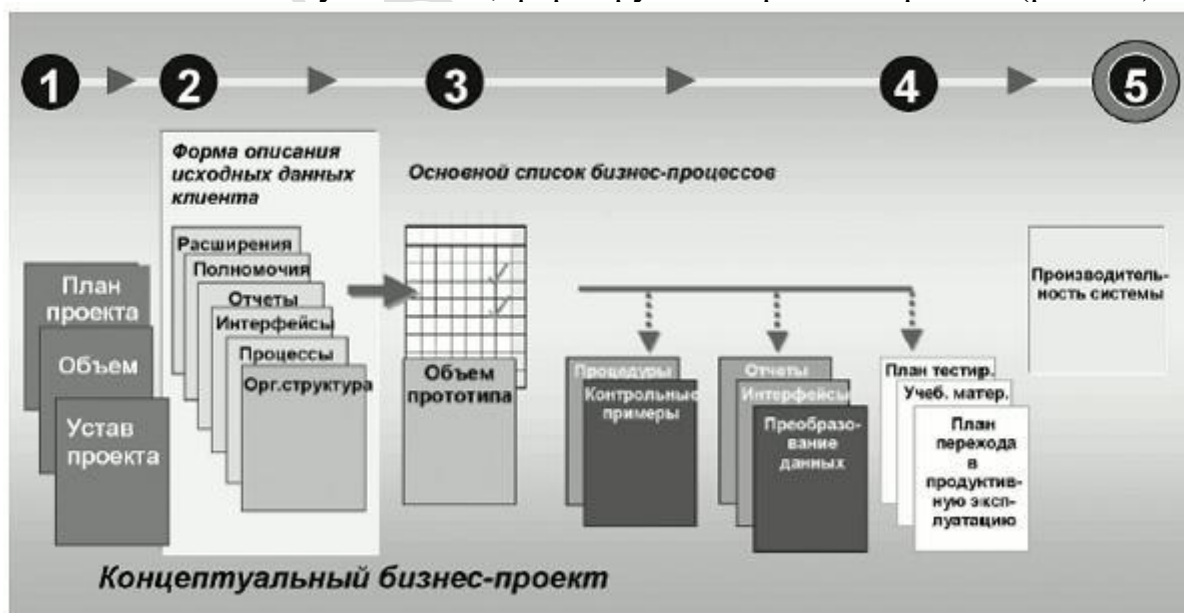 1
2
3
4
5
Форма описания
исходных данных
клиента
Основной список бизнес-процессов
План
проекта
Объем
Устав
проекта
Расширения
Полномочия
Отчеты
Интерфейсы
Процессы
Орг.структура
Объем
прототипа
Процедуры
Контрольные
примеры
Отчеты
Интерфейсы
Преобразо-
вание
данных
План тестир.
Учеб. матер.
План
перехода
в
продуктив-
ную эксп-
луатацию
Производитель-
ность системы
Концептуальный бизнес-проект